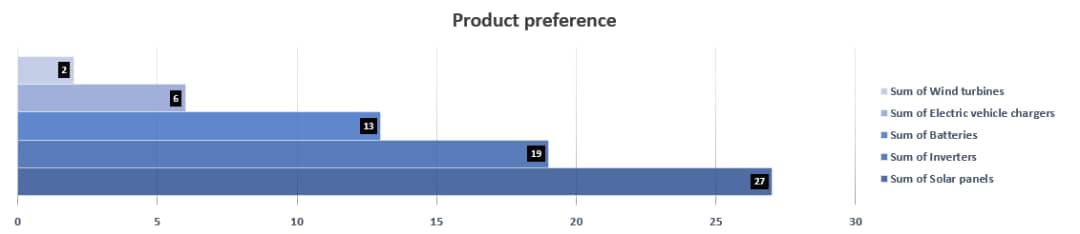 Product preference
2
6
13
19
27
0 5 10 15 20 25 30
Sum of Wind turbines
Sum of Electric vehicle chargers
Sum of Batteries
Sum of Inverters
Sum of Solar panels